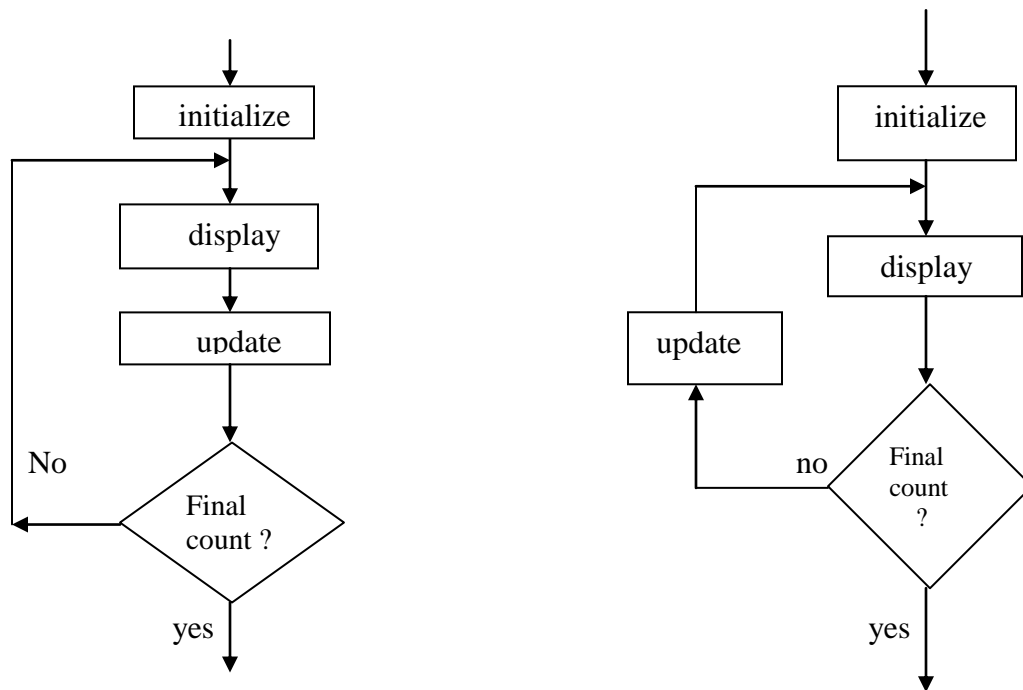 initialize
display
update
No
Final
count ?
yes
initialize
display
update
no
Final
count
?
yes